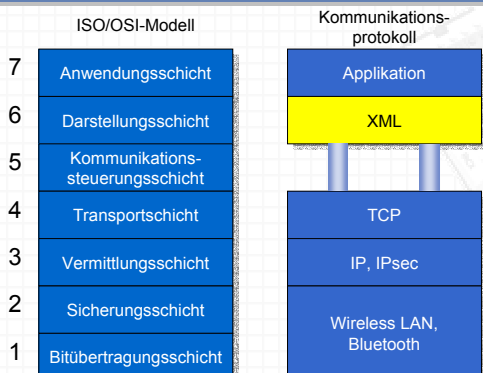 ISO/OSI-Modell
Kommunikations-
protokoll
7
Anwendungsschicht
Applikation
6
Darstellungsschicht
XML
5
Kommunikations-
steuerungsschicht
4
Transportschicht
TCP
3
Vermittlungsschicht
IP, IPsec
2
Sicherungsschicht
Wireless LAN,
Bluetooth
1
Bitübertragungsschicht